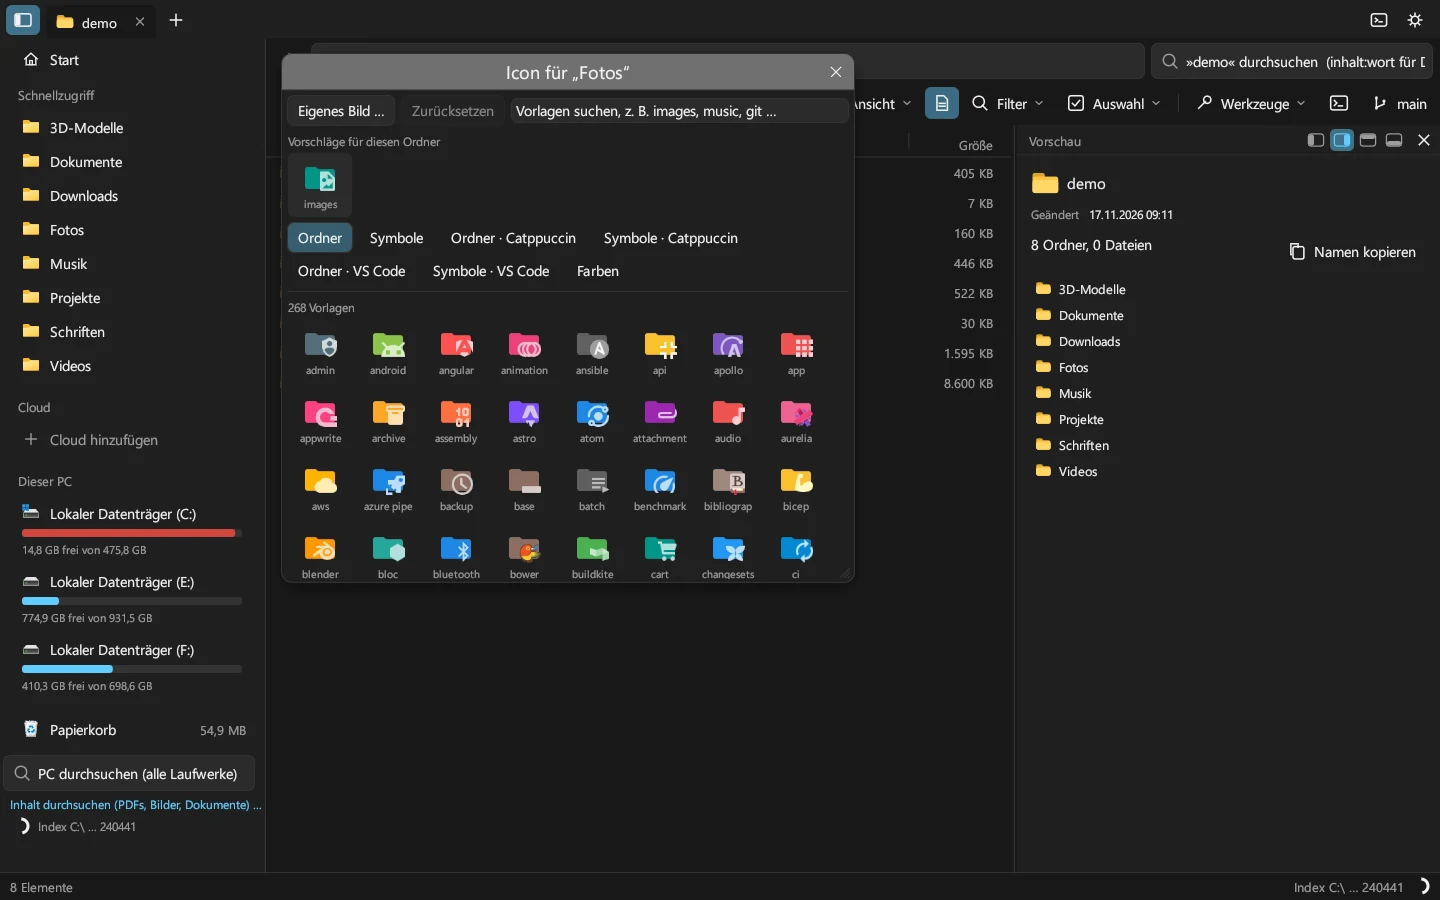 demo
Start
Schnellzugriff
3D-Modelle
Dokumente
Downloads
Fotos
Musik
Projekte
Schriften
Videos
Cloud
Cloud hinzufügen
Dieser PC
Lokaler Datenträger (C:)
14,8 GB frei von 475,8 GB
Lokaler Datenträger (E:)
774,9 GB frei von 931,5 GB
Lokaler Datenträger (F:)
410,3 GB frei von 698,6 GB
Papierkorb 54,9 MB
PC durchsuchen (alle Laufwerke)
Inhalt durchsuchen (PDFs, Bilder, Dokumente) ...
Index C:\ ... 240441
8 Elemente
Icon für „Fotos“
Eigenes Bild ... Zurücksetzen Vorlagen suchen, z. B. images, music, git ...
Vorschläge für diesen Ordner
images
Ordner Symbole Ordner · Catppuccin Symbole · Catppuccin
Ordner · VS Code Symbole · VS Code Farben
268 Vorlagen
admin android angular animation ansible api apollo app
appwrite archive assembly astro atom attachment audio aurelia
aws azure pipe backup base batch benchmark bibliograp bicep
blender bloc bluetooth bower buildkite cart changesets ci
»demo« durchsuchen (inhalt:wort für
nsicht Filter Auswahl Werkzeuge main
Größe
405 KB
7 KB
160 KB
446 KB
522 KB
30 KB
1.595 KB
8.600 KB
Vorschau
demo
Geändert 17.11.2026 09:11
8 Ordner, 0 Dateien
Namen kopieren
3D-Modelle
Dokumente
Downloads
Fotos
Musik
Projekte
Schriften
Videos
Index C:\ ... 240441